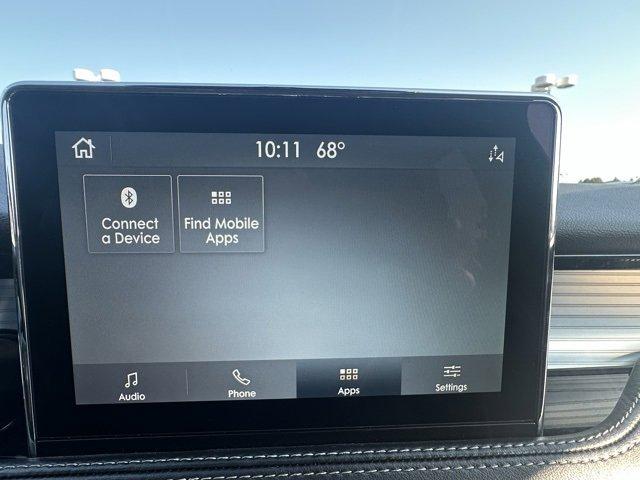 10:11 68°
Connect
a Device
Find Mobile
Apps
Audio
Phone
Apps
Settings